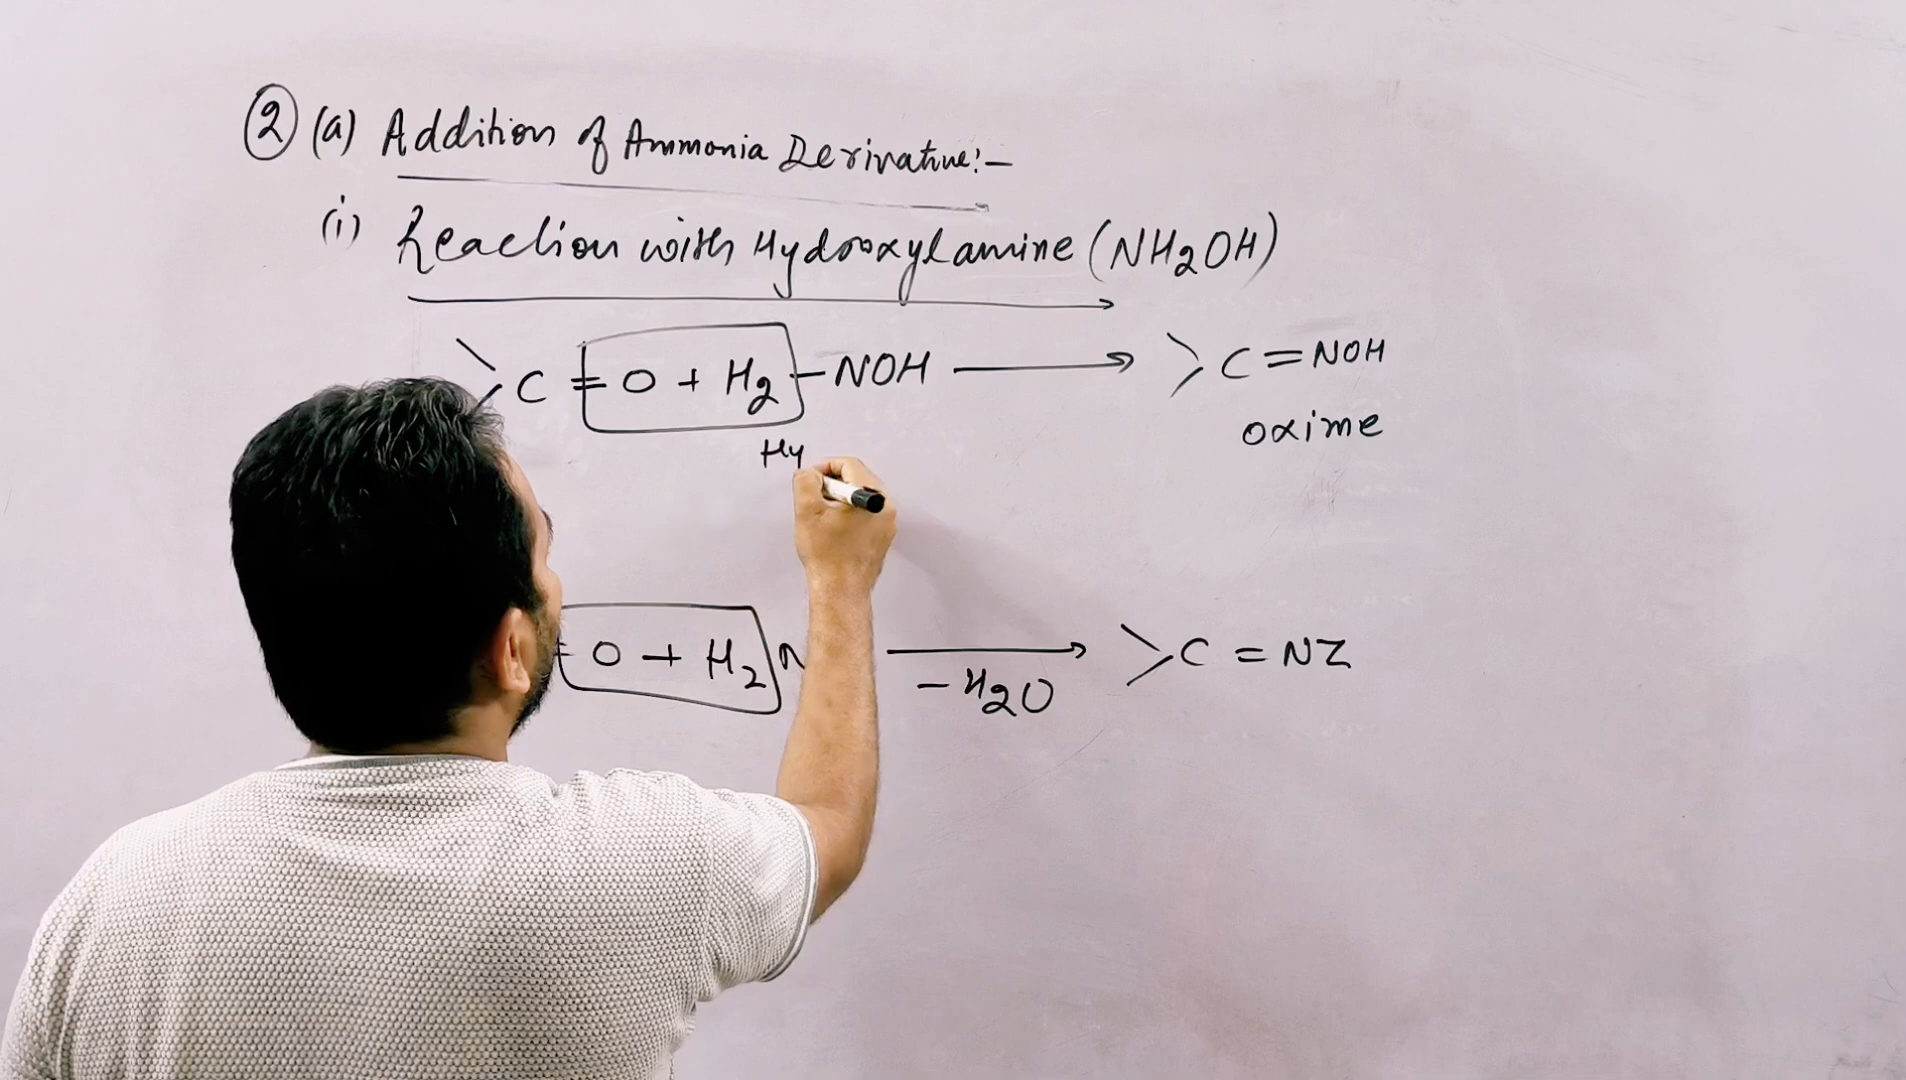 ② (a) Addition of Ammonia Derivative:-
(i) Reaction with Hydroxylamine (NH2OH)
C = O + H2 - NOH → C = NOH
oxime
Hy
= O + H2 N → C = NZ
- H2O